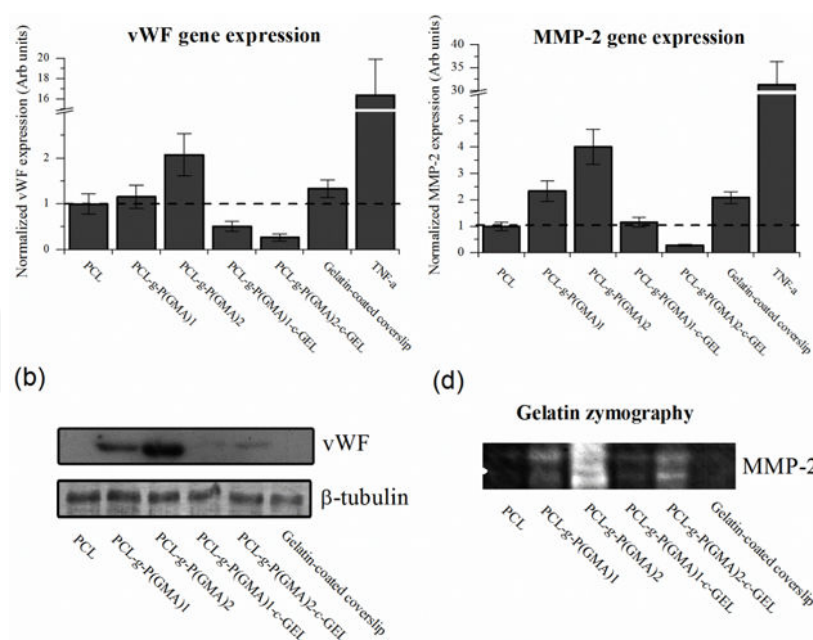 vWF gene expression
Normalized vWF expression (Arb units)
20
18
16
2
1
0
PCL
PCL-g-P(GMA)1
PCL-g-P(GMA)2
PCL-g-P(GMA)1-c-GEL
PCL-g-P(GMA)2-c-GEL
Gelatin-coated coverslip
TNF-a
MMP-2 gene expression
Normalized MMP-2 expression (Arb units)
40
35
30
5
4
3
2
1
0
PCL
PCL-g-P(GMA)1
PCL-g-P(GMA)2
PCL-g-P(GMA)1-c-GEL
PCL-g-P(GMA)2-c-GEL
Gelatin-coated coverslip
TNF-a
(b)
vWF
β-tubulin
PCL
PCL-g-P(GMA)1
PCL-g-P(GMA)2
PCL-g-P(GMA)1-c-GEL
PCL-g-P(GMA)2-c-GEL
Gelatin-coated coverslip
(d)
Gelatin zymography
MMP-2
PCL
PCL-g-P(GMA)1
PCL-g-P(GMA)2
PCL-g-P(GMA)1-c-GEL
PCL-g-P(GMA)2-c-GEL
Gelatin-coated coverslip